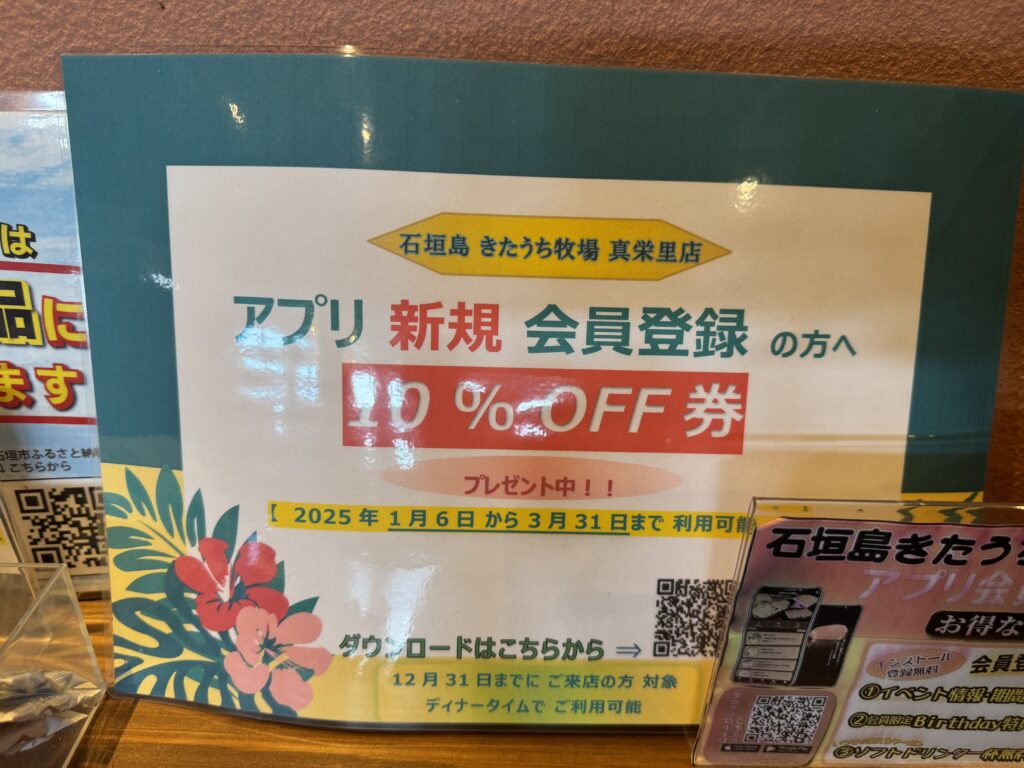 石垣島 きたうち牧場 真栄里店
アプリ 新規 会員登録 の方へ
10 % OFF 券
プレゼント中！！
【 2025 年 1月 6日 から 3月 31日まで 利用可能
ダウンロードはこちらから ⇒
12月 31日までに ご来店の方 対象
ディナータイムで ご利用可能
は
品に
ます
石垣市ふるさと納
こちらから
石垣島きたう
アプリ会
お得な
インストール
登録無料
会員登
①イベント情報・期間
②会員限定Birthday特
③ソフトドリンク一杯無料